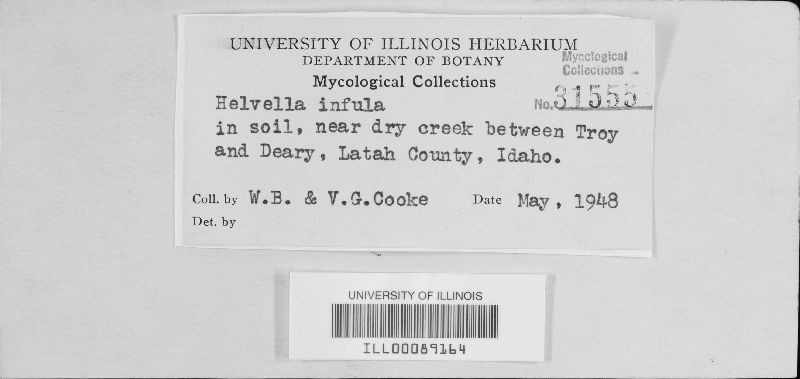 UNIVERSITY OF ILLINOIS HERBARIUM
DEPARTMENT OF BOTANY
Mycological Collections
Mycological
Collections
Helvella infula
No. 31555
in soil, near dry creek between Troy
and Deary, Latah County, Idaho.
Coll. by W.B. & V.G.Cooke Date May, 1948
Det. by
UNIVERSITY OF ILLINOIS
ILL00089164